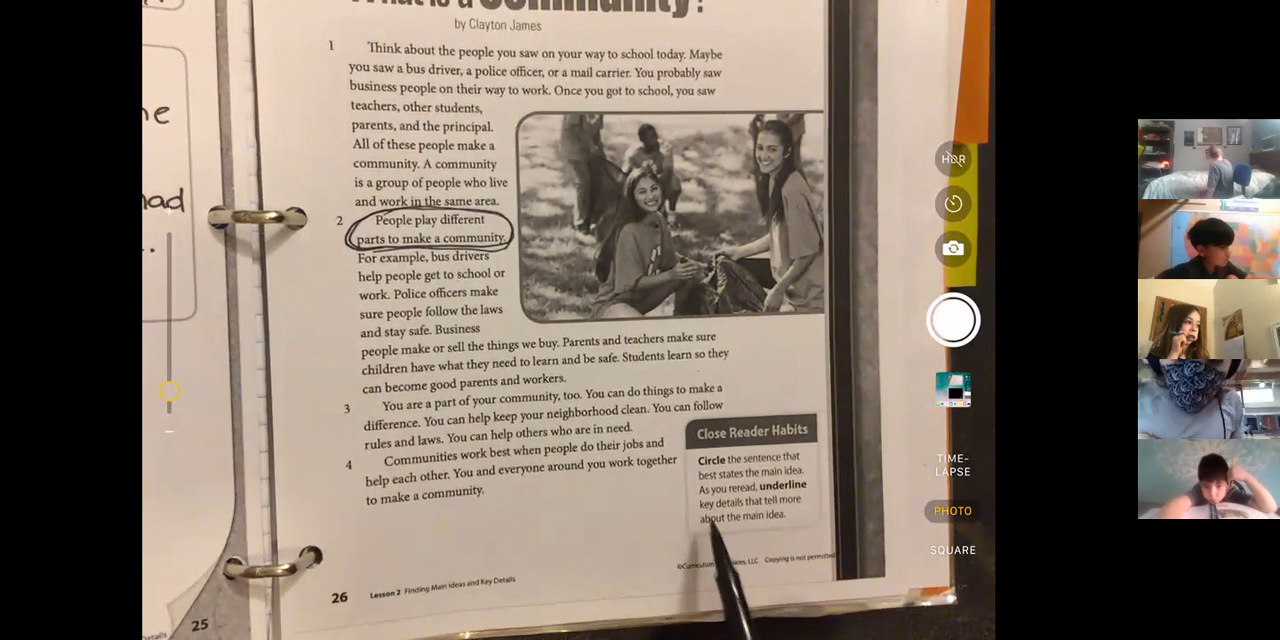 What is a Community?
by Clayton James
1 Think about the people you saw on your way to school today. Maybe
you saw a bus driver, a police officer, or a mail carrier. You probably saw
business people on their way to work. Once you got to school, you saw
teachers, other students,
parents, and the principal.
All of these people make a
community. A community
is a group of people who live
and work in the same area.
2 People play different
parts to make a community.
For example, bus drivers
help people get to school or
work. Police officers make
sure people follow the laws
and stay safe. Business
people make or sell the things we buy. Parents and teachers make sure
children have what they need to learn and be safe. Students learn so they
can become good parents and workers.
3 You are a part of your community, too. You can do things to make a
difference. You can help keep your neighborhood clean. You can follow
rules and laws. You can help others who are in need.
4 Communities work best when people do their jobs and
help each other. You and everyone around you work together
to make a community.
Close Reader Habits
Circle the sentence that
best states the main idea.
As you reread, underline
key details that tell more
about the main idea.
Copying is not permitted
26 Lesson 2 Finding Main Ideas and Key Details
25
HDR
TIME-
LAPSE
PHOTO
SQUARE